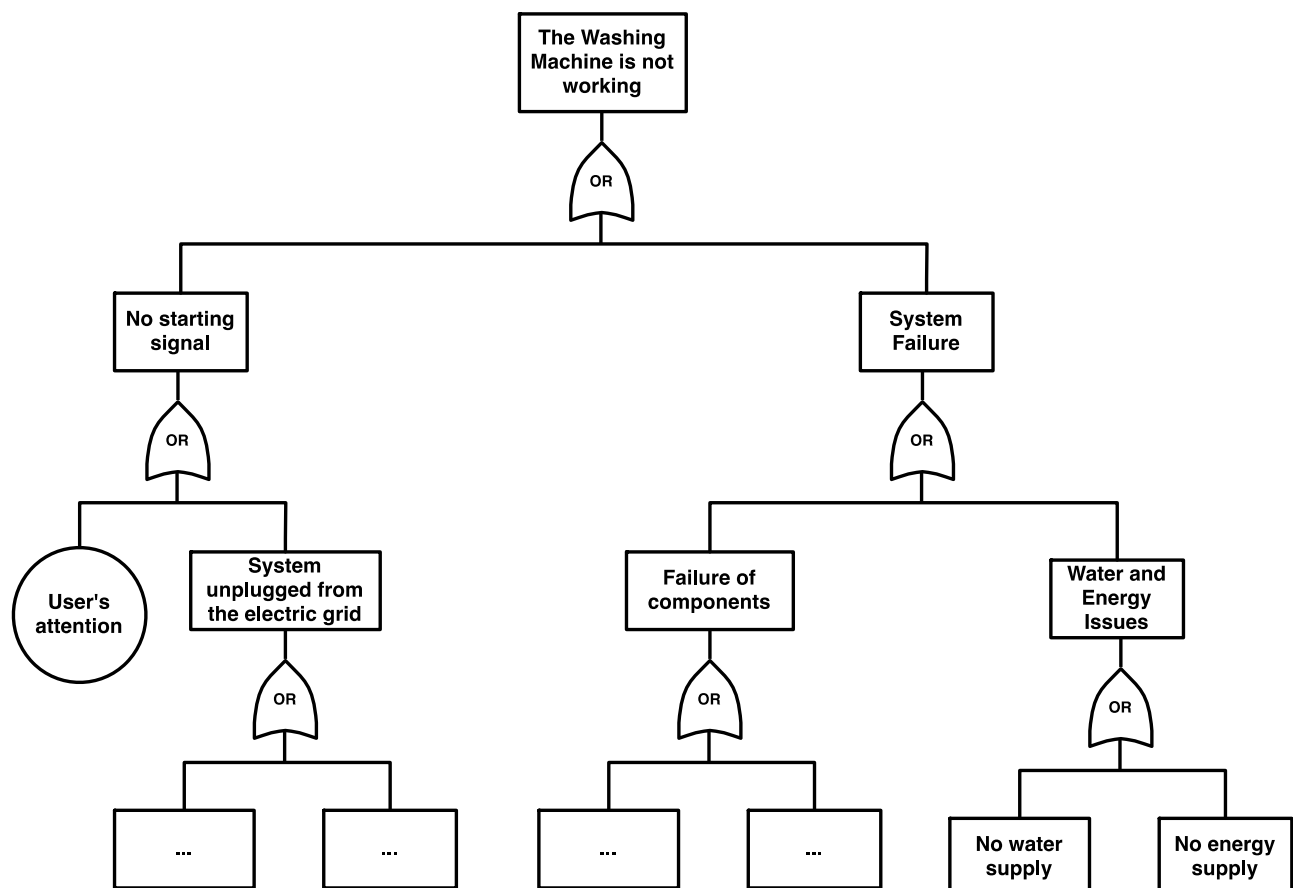 The Washing
Machine is not
working
OR
No starting
signal
System
Failure
OR
OR
User's
attention
System
unplugged from
the electric grid
Failure of
components
Water and
Energy
Issues
OR
OR
OR
...
...
...
...
No water
supply
No energy
supply